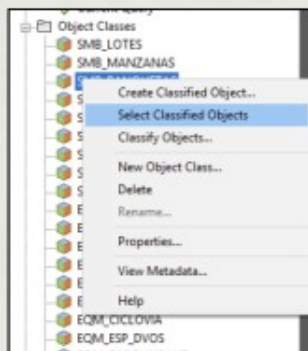 Object Classes
SMB_LOTES
SMB_MANZANAS
Create Classified Object...
Select Classified Objects
Classify Objects...
New Object Class...
Delete
Rename...
Properties...
View Metadata...
Help
EQM_CICLOVIA
EQM_ESP_DVOS